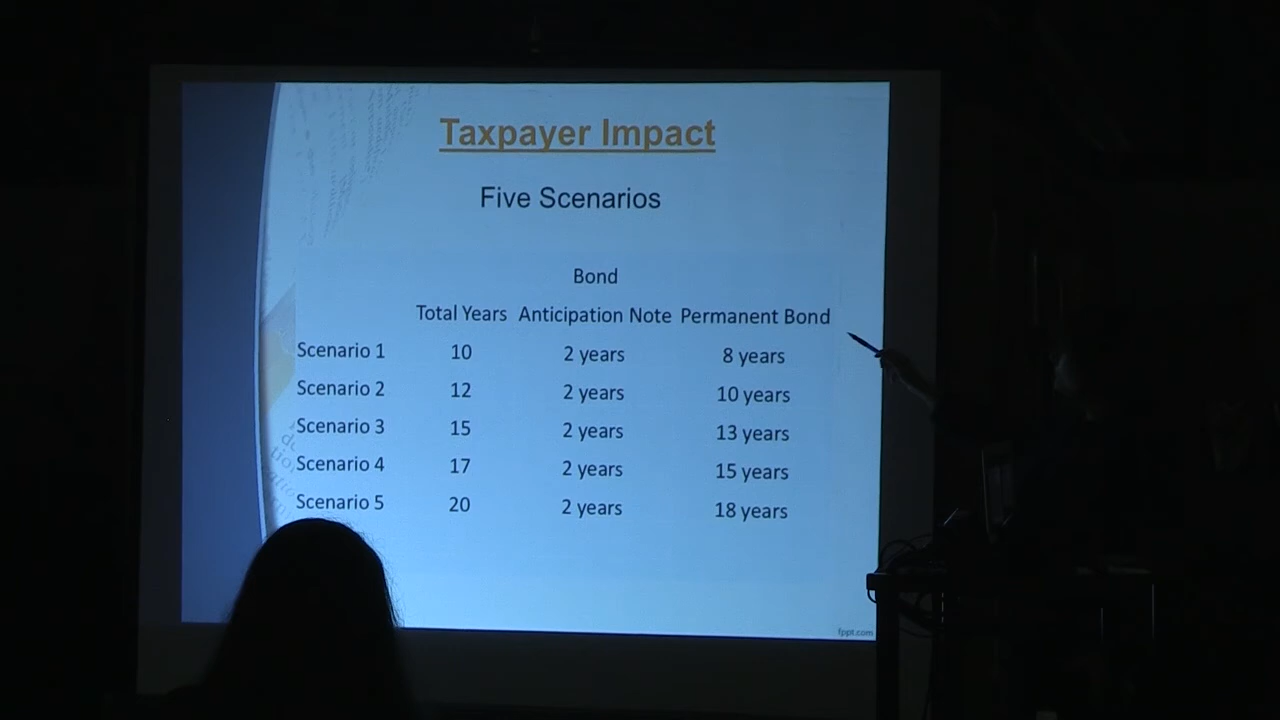 Taxpayer Impact
Five Scenarios
Bond
Total Years Anticipation Note Permanent Bond
Scenario 1 10 2 years 8 years
Scenario 2 12 2 years 10 years
Scenario 3 15 2 years 13 years
Scenario 4 17 2 years 15 years
Scenario 5 20 2 years 18 years
fppt.com